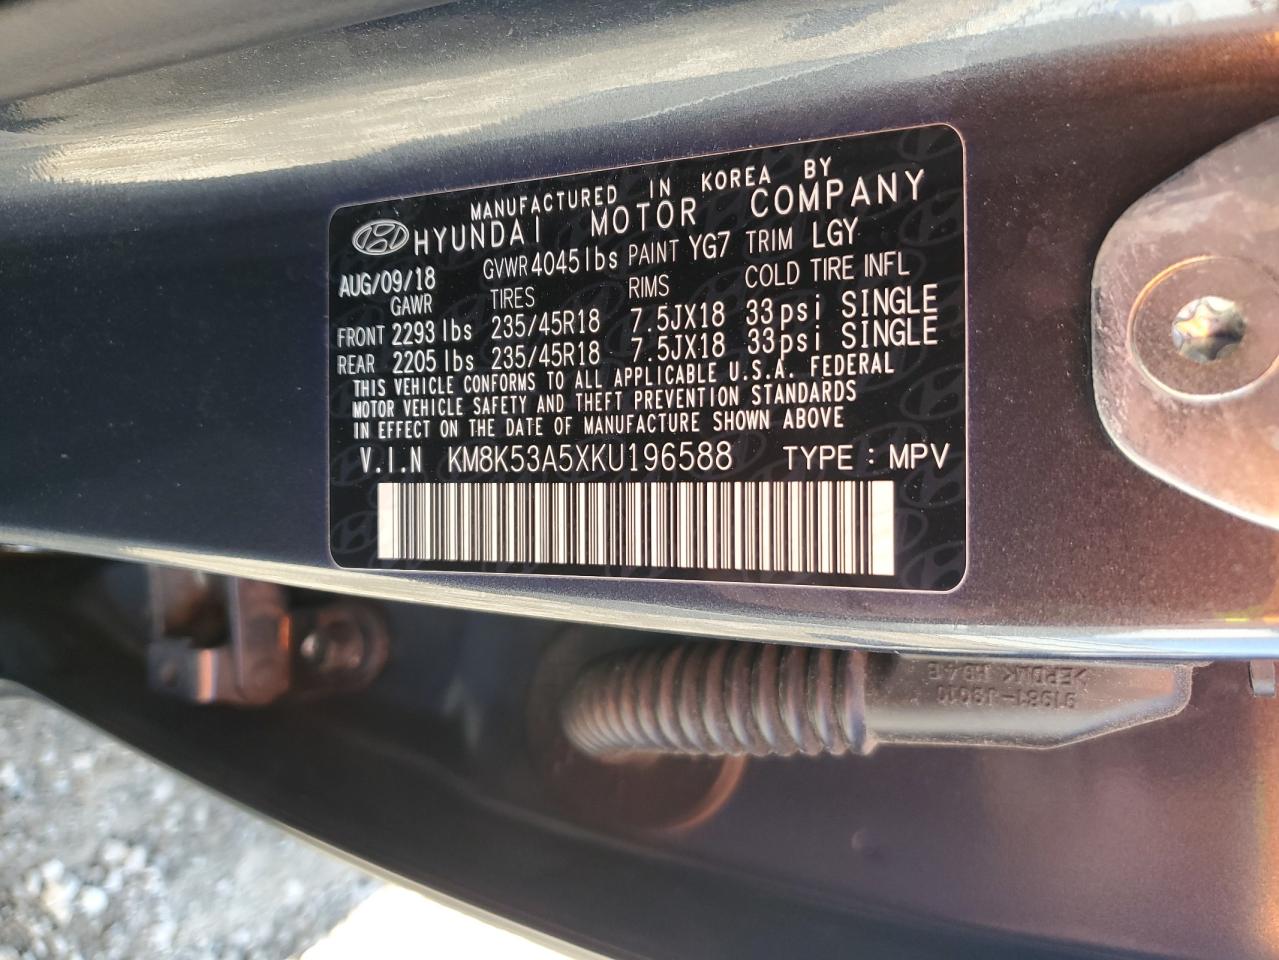 MANUFACTURED IN KOREA BY
HYUNDAI MOTOR COMPANY
AUG/09/18 GVWR 4045lbs PAINT YG7 TRIM LGY
GAWR TIRES RIMS COLD TIRE INFL
FRONT 2293 lbs 235/45R18 7.5JX18 33psi SINGLE
REAR 2205 lbs 235/45R18 7.5JX18 33psi SINGLE
THIS VEHICLE CONFORMS TO ALL APPLICABLE U.S.A. FEDERAL
MOTOR VEHICLE SAFETY AND THEFT PREVENTION STANDARDS
IN EFFECT ON THE DATE OF MANUFACTURE SHOWN ABOVE
V.I.N KM8K53A5XKU196588 TYPE : MPV
91981-J9010